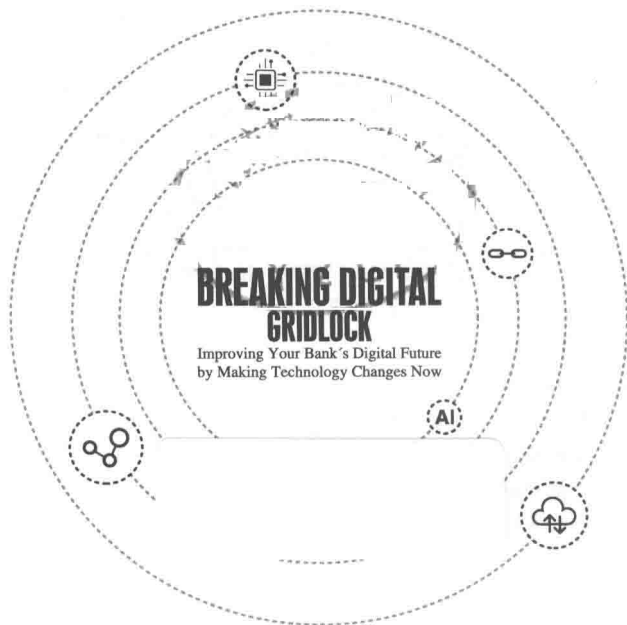 BREAKING DIGITAL
GRIDLOCK
Improving Your Bank´s Digital Future
by Making Technology Changes Now
AI